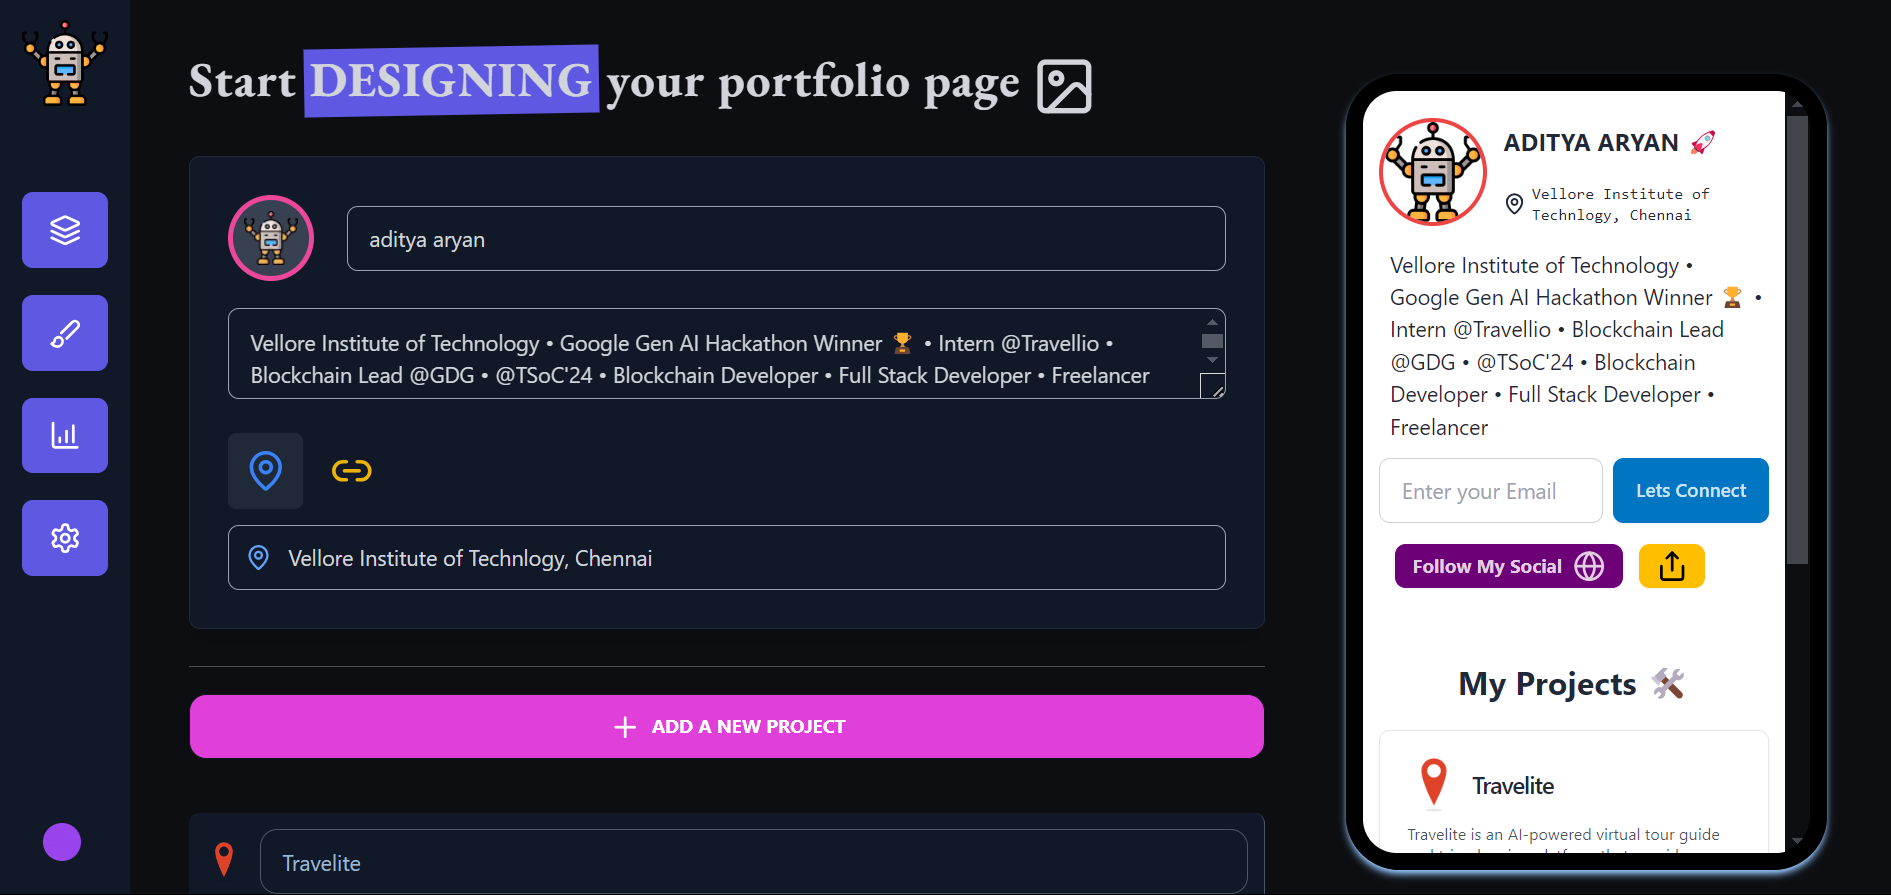 Start DESIGNING your portfolio page
aditya aryan
Vellore Institute of Technology • Google Gen AI Hackathon Winner 🏆 • Intern @Travellio •
Blockchain Lead @GDG • @TSoC'24 • Blockchain Developer • Full Stack Developer • Freelancer
Vellore Institute of Technlogy, Chennai
ADD A NEW PROJECT
Travelite
ADITYA ARYAN 🚀
Vellore Institute of
Technlogy, Chennai
Vellore Institute of Technology •
Google Gen AI Hackathon Winner 🏆 •
Intern @Travellio • Blockchain Lead
@GDG • @TSoC'24 • Blockchain
Developer • Full Stack Developer •
Freelancer
Enter your Email
Lets Connect
Follow My Social
My Projects 🛠️
Travelite
Travelite is an AI-powered virtual tour guide